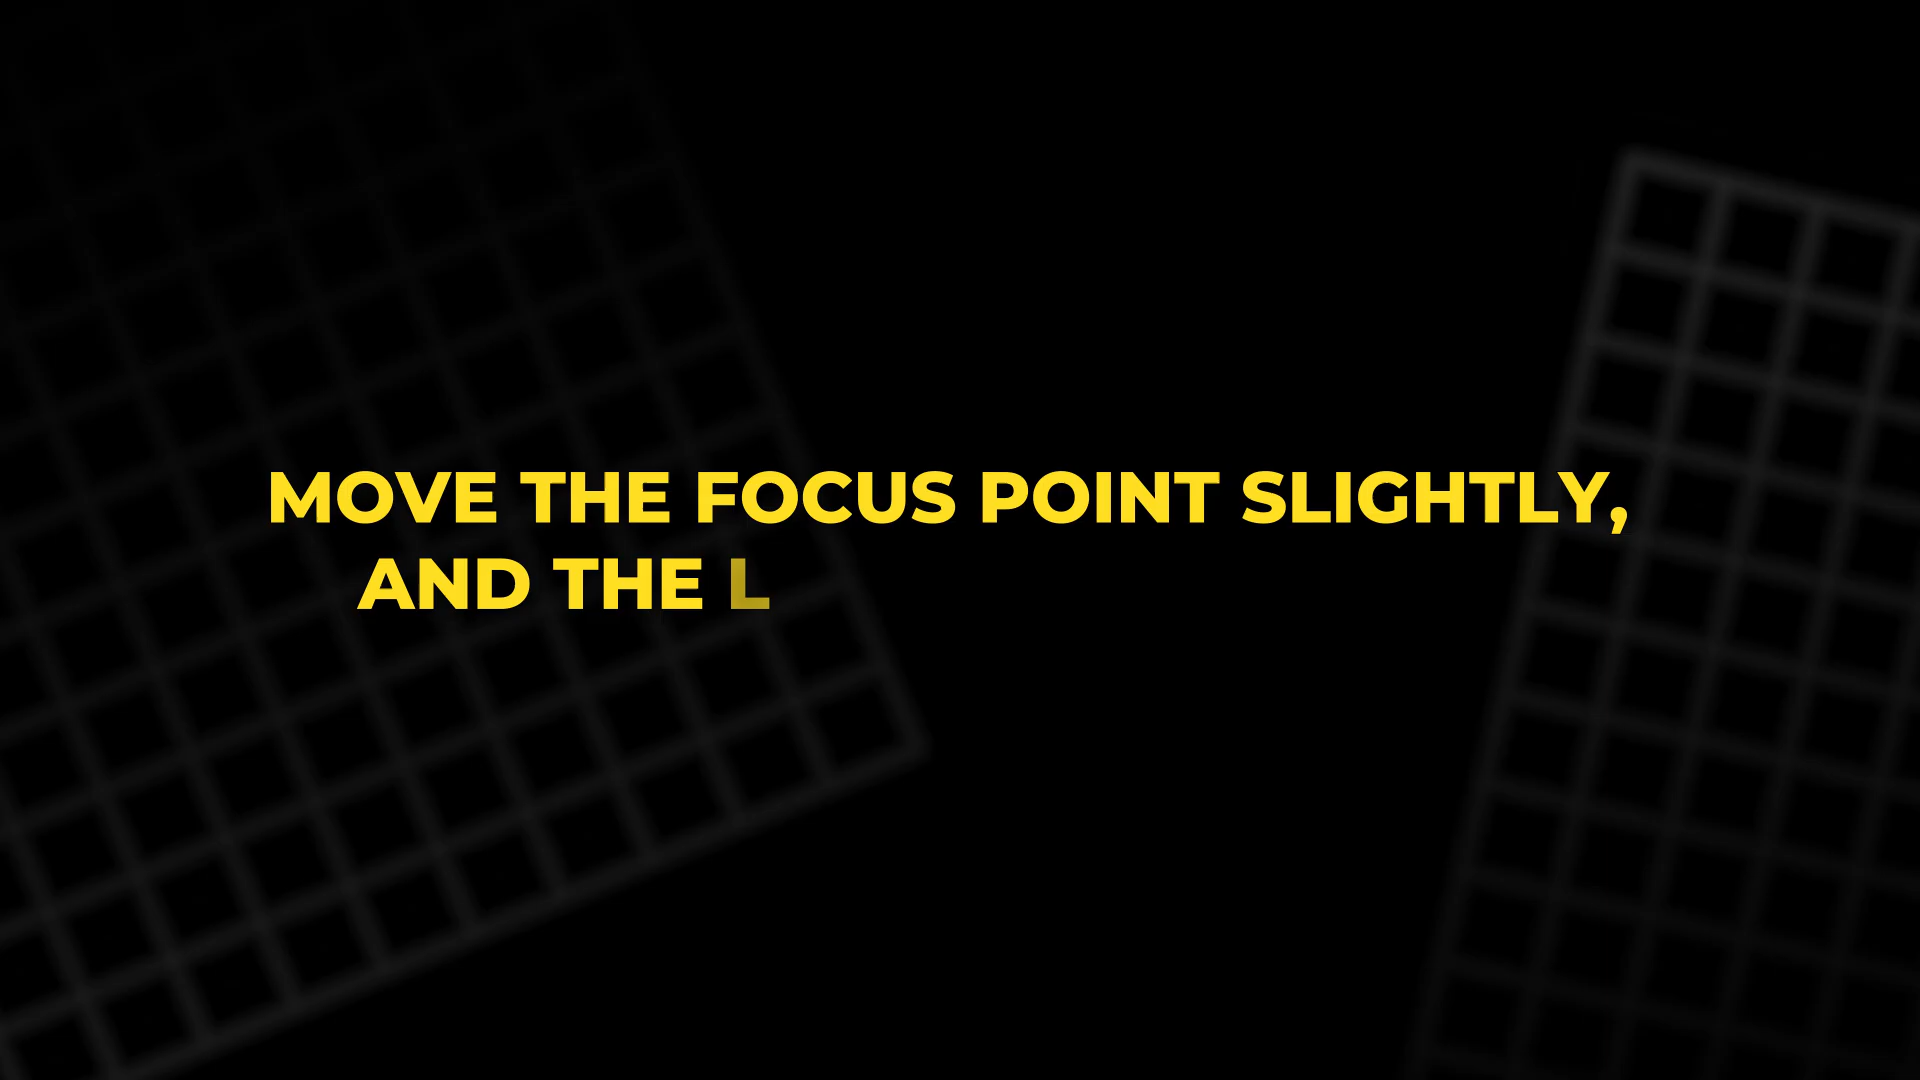 MOVE THE FOCUS POINT SLIGHTLY,
AND THE L